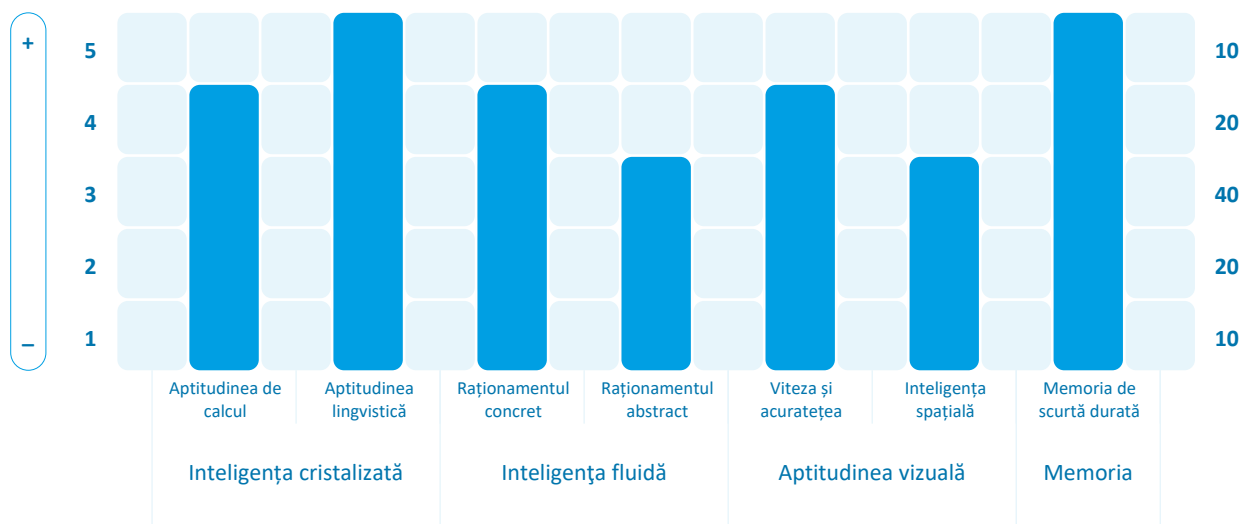 +
5
10
4
20
3
40
2
20
–
1
10
Aptitudinea de
calcul
Aptitudinea
lingvistică
Raționamentul
concret
Raționamentul
abstract
Viteza și
acuratețea
Inteligența
spațială
Memoria de
scurtă durată
Inteligența cristalizată
Inteligenţa fluidă
Aptitudinea vizuală
Memoria